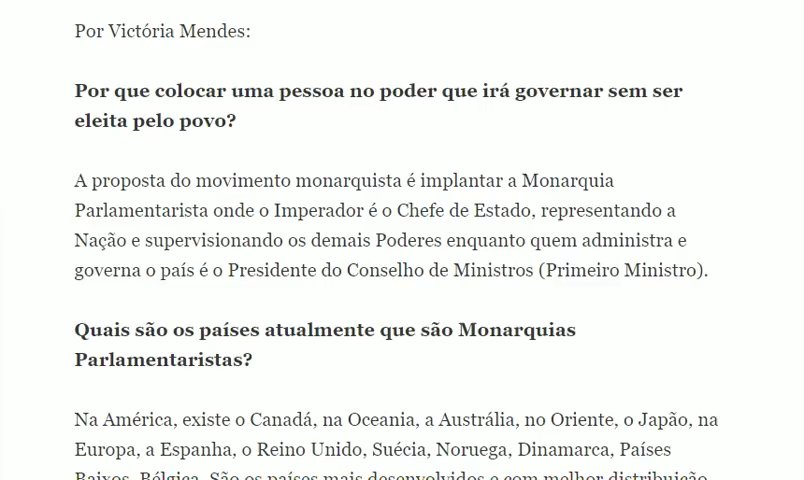 Por Victória Mendes:
Por que colocar uma pessoa no poder que irá governar sem ser
eleita pelo povo?
A proposta do movimento monarquista é implantar a Monarquia
Parlamentarista onde o Imperador é o Chefe de Estado, representando a
Nação e supervisionando os demais Poderes enquanto quem administra e
governa o país é o Presidente do Conselho de Ministros (Primeiro Ministro).
Quais são os países atualmente que são Monarquias
Parlamentaristas?
Na América, existe o Canadá, na Oceania, a Austrália, no Oriente, o Japão, na
Europa, a Espanha, o Reino Unido, Suécia, Noruega, Dinamarca, Países
Baixos, Bélgica. São os países mais desenvolvidos e com melhor distribuição